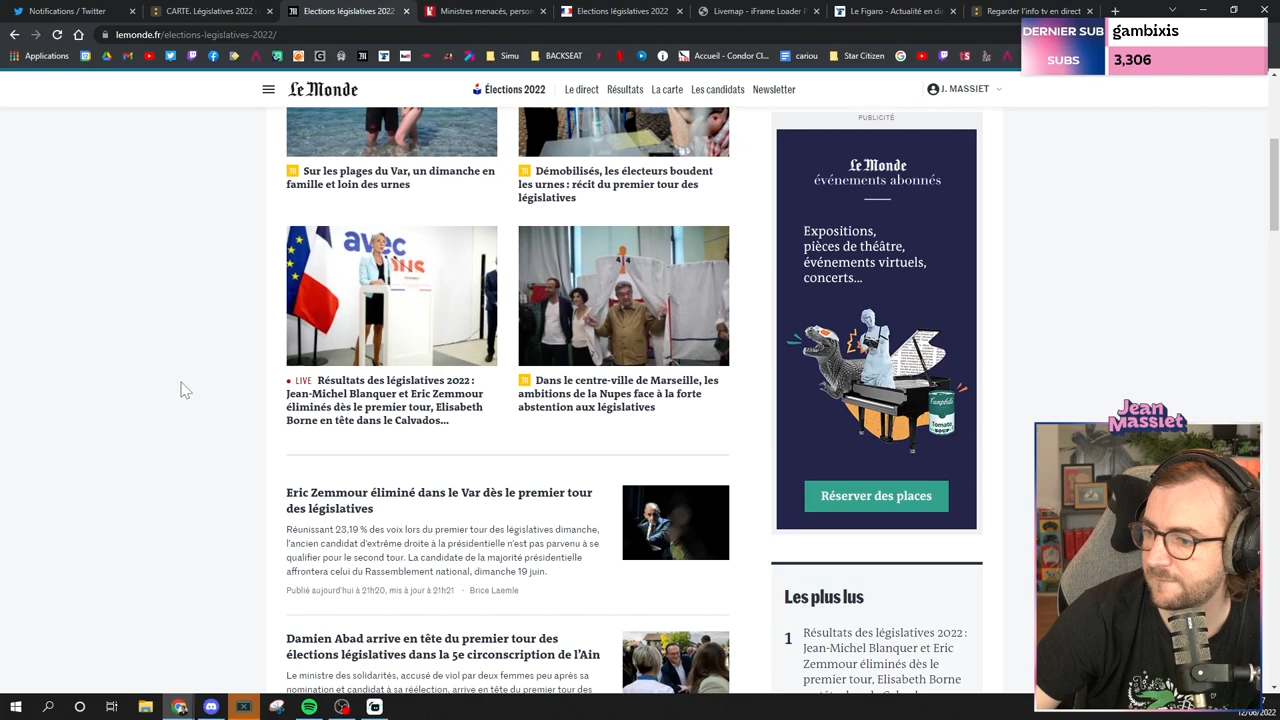 Accueil / Twitter
CARTE. Législatives 2022 :
Législatives 2022
K Ministres menacés, perc
Élections législatives 2022
Livemap - iFrame - Franc
Le Figaro - Actualité en dir
Regarder l'in
lemonde.fr/elections-legislatives-2022/
Applications
Simu
BACKSEAT
Accueil - Condor Cl...
cariou
Star Citizen
DERNIER SUB
gambixis
SUBS
3,306
Le Monde
Élections 2022
Le direct
Résultats
La carte
Les candidats
Newsletter
J. MASSIET
Sur les plages du Var, un dimanche en
famille et loin des urnes
Démobilisés, les électeurs boudent
les urnes : récit du premier tour des
législatives
LIVE Résultats des législatives 2022 :
Jean-Michel Blanquer et Eric Zemmour
éliminés dès le premier tour, Elisabeth
Borne en tête dans le Calvados...
Dans le centre-ville de Marseille, les
ambitions de la Nupes face à la forte
abstention aux législatives
Eric Zemmour éliminé dans le Var dès le premier tour
des législatives
Réunissant 23,19 % des voix lors du premier tour des législatives dimanche,
l'ancien candidat d'extrême droite à la présidentielle n'est pas parvenu à se
qualifier pour le second tour. La candidate de la majorité présidentielle
affrontera celui du Rassemblement national, dimanche 19 juin.
Publié aujourd'hui à 21h20, mis à jour à 21h21 · Brice Laemle
Damien Abad arrive en tête du premier tour des
élections législatives dans la 5e circonscription de l'Ain
Le ministre des solidarités, accusé de viol par deux femmes peu après sa
nomination et candidat à sa réélection, arrive en tête du premier tour des
PUBLICITÉ
Le Monde
événements abonnés
Expositions,
pièces de théâtre,
événements virtuels,
concerts...
Campbell's
Tomato
SOUP
Réserver des places
Les plus lus
1
Résultats des législatives 2022 :
Jean-Michel Blanquer et Eric
Zemmour éliminés dès le
premier tour, Elisabeth Borne
Jean
Massiet
12/06/2022